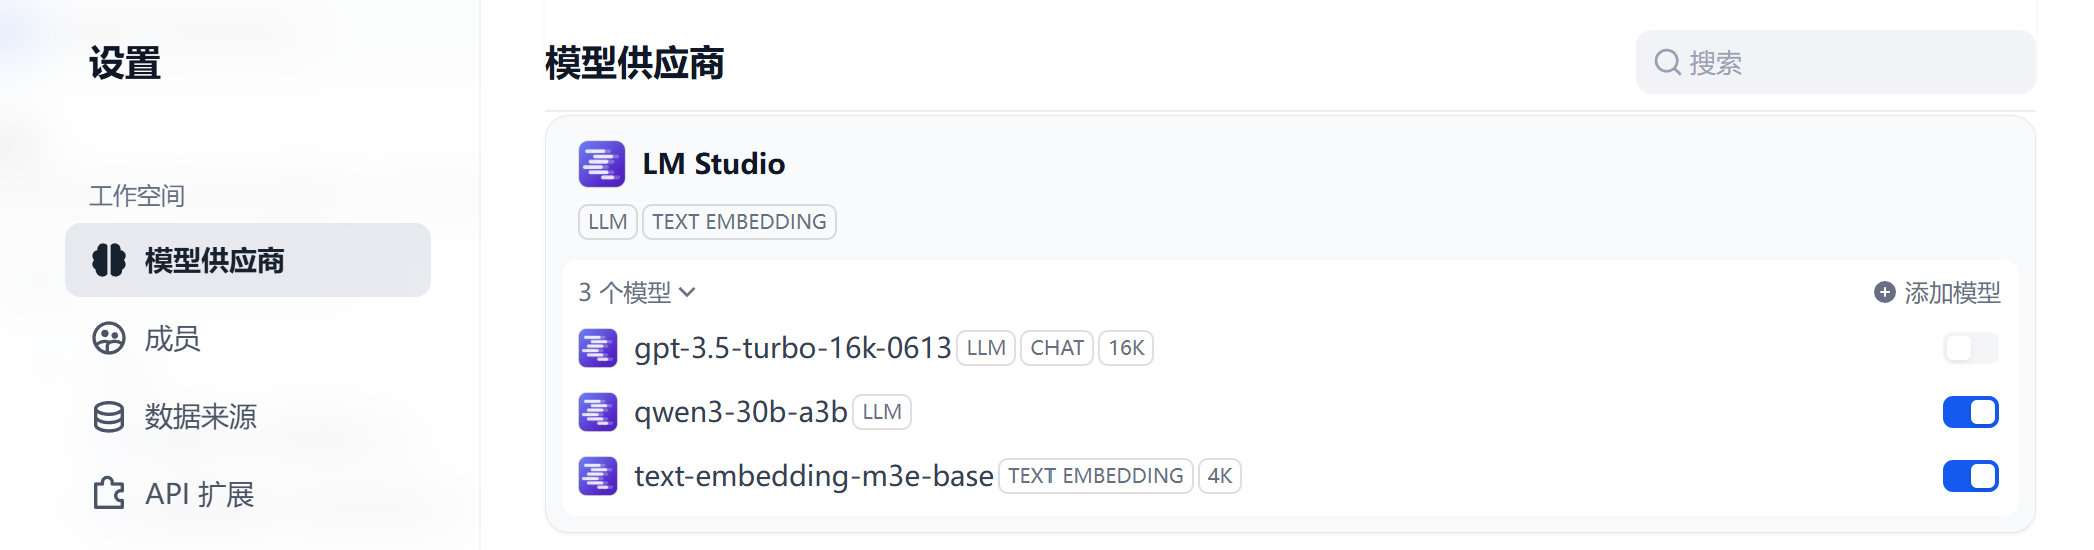 设置
工作空间
模型供应商
成员
数据来源
API 扩展
模型供应商
搜索
LM Studio
LLM TEXT EMBEDDING
3 个模型
添加模型
gpt-3.5-turbo-16k-0613 LLM CHAT 16K
qwen3-30b-a3b LLM
text-embedding-m3e-base TEXT EMBEDDING 4K